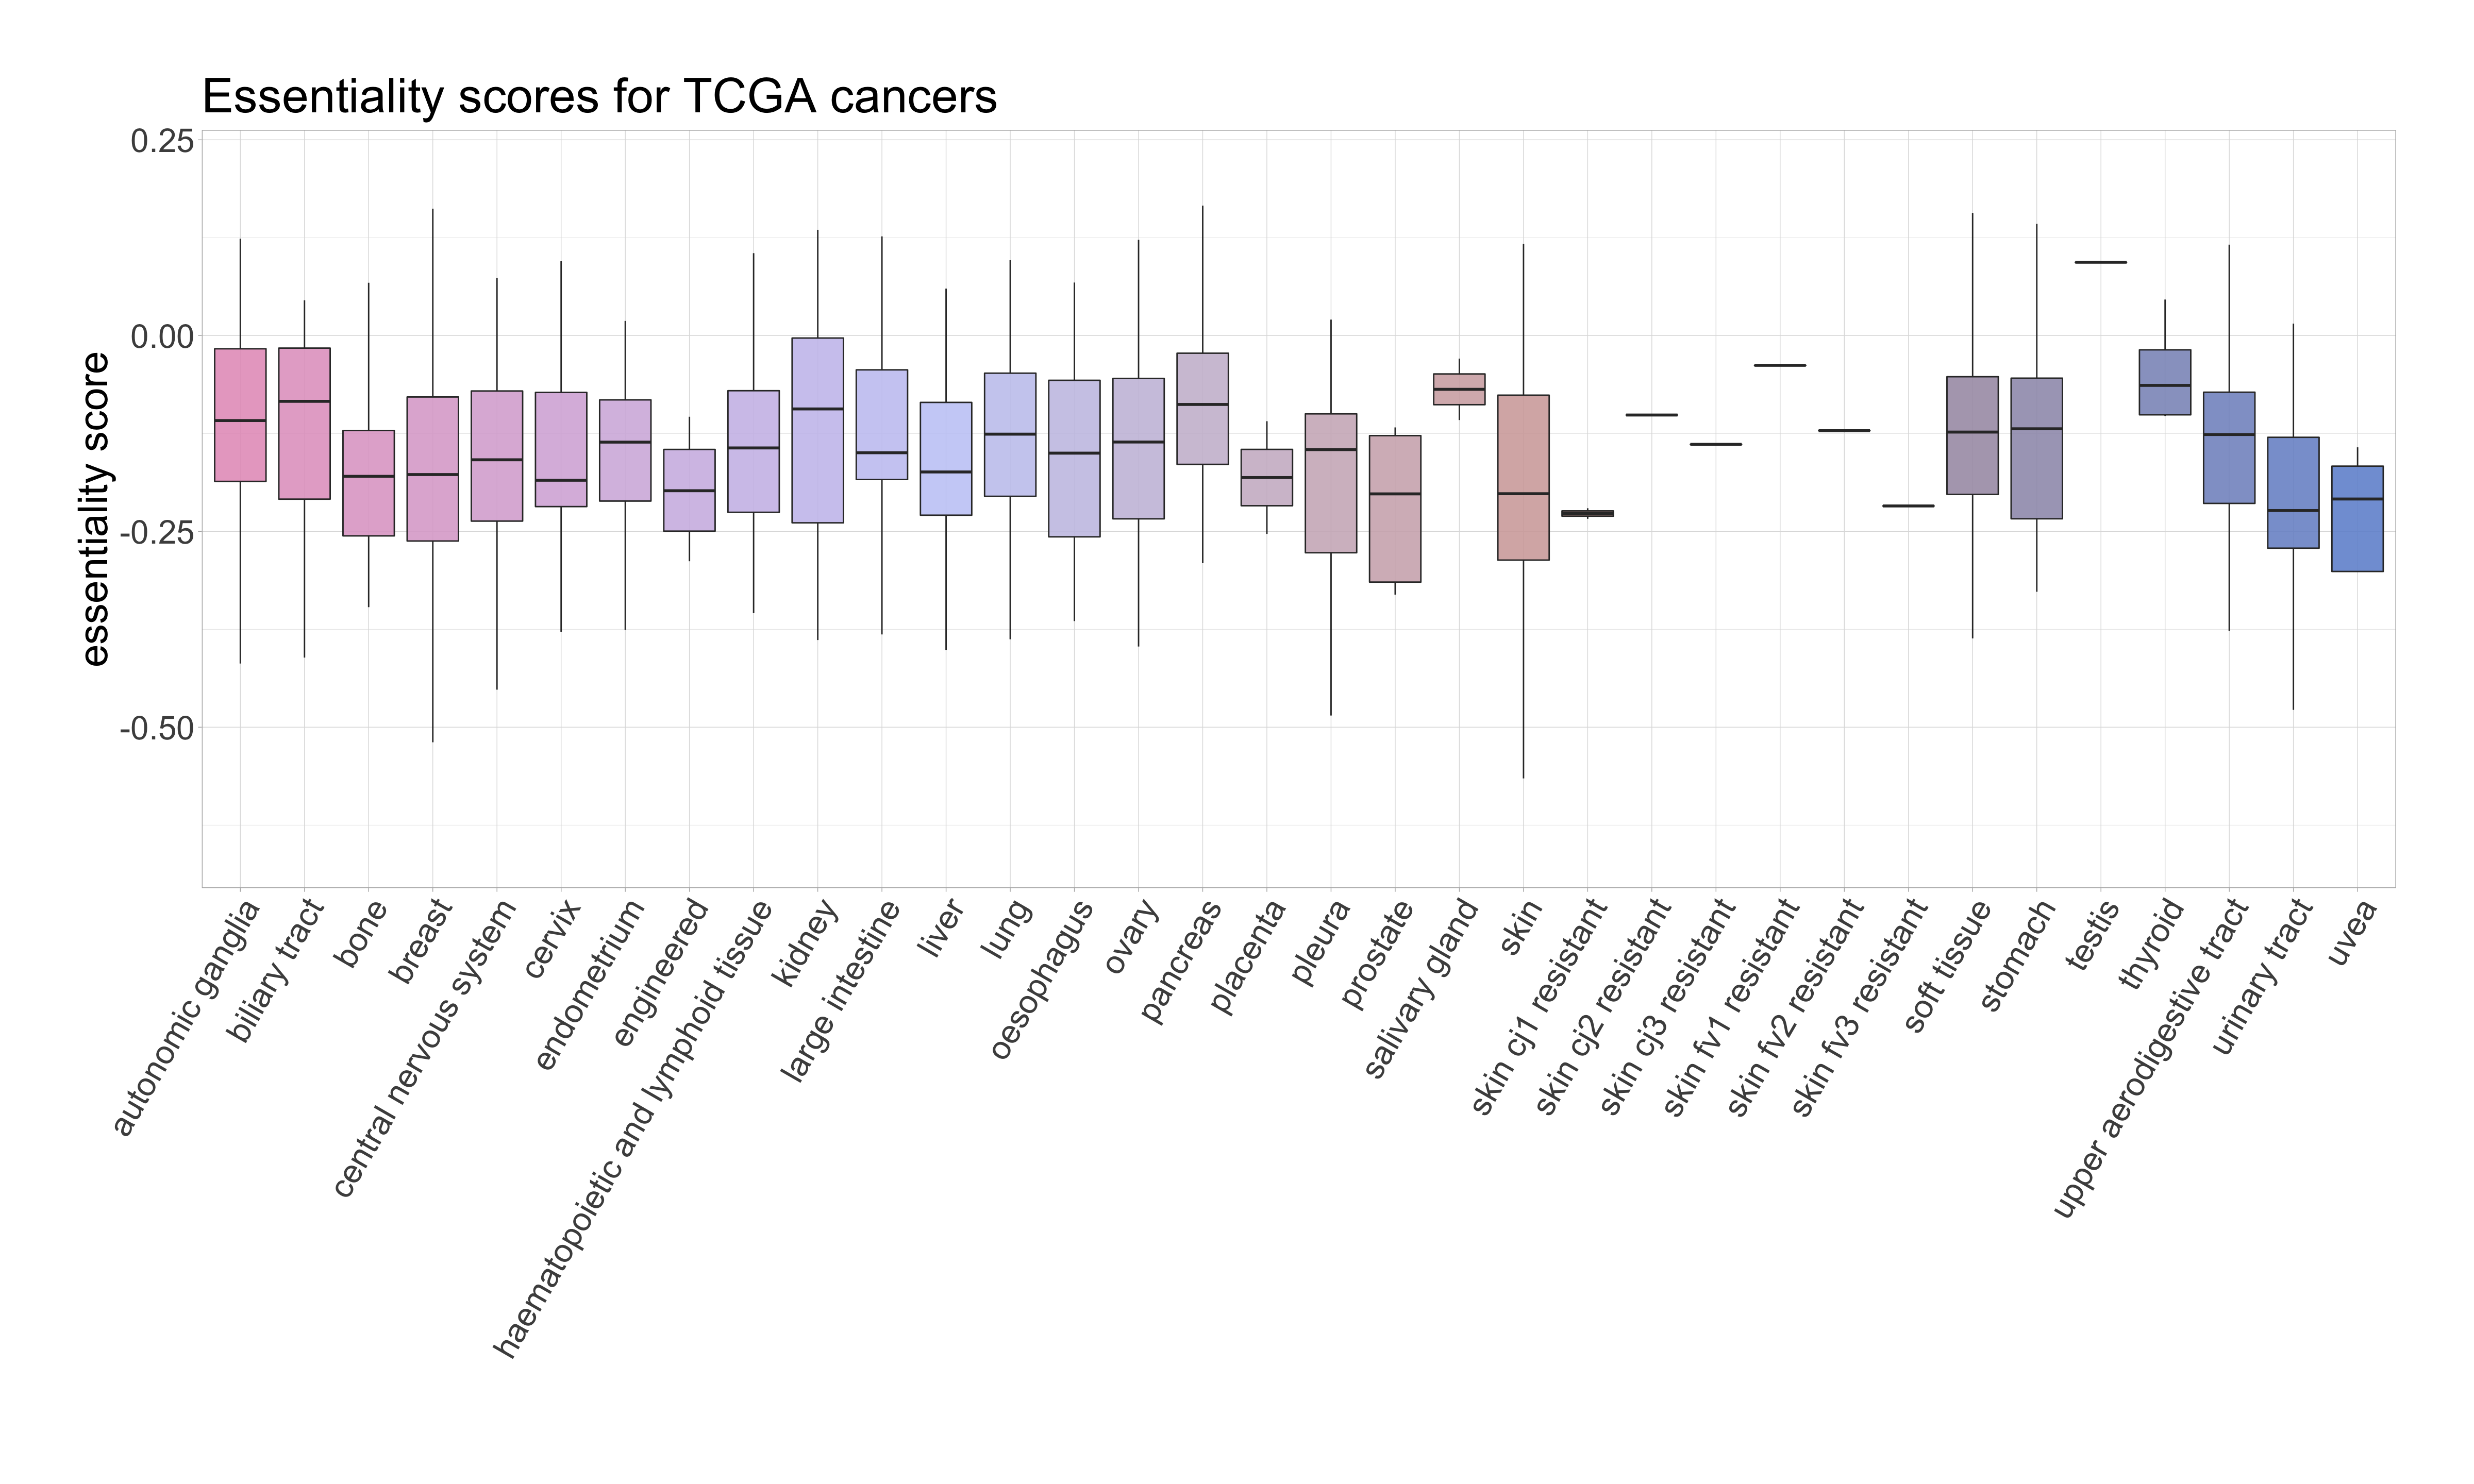 Essentiality scores for TCGA cancers
essentiality score
0.25
0.00
-0.25
-0.50
autonomic ganglia
biliary tract
bone
breast
central nervous system
cervix
endometrium
engineered
haematopoietic and lymphoid tissue
kidney
large intestine
liver
lung
oesophagus
ovary
pancreas
placenta
pleura
prostate
salivary gland
skin
skin cj1 resistant
skin cj2 resistant
skin cj3 resistant
skin fv1 resistant
skin fv2 resistant
skin fv3 resistant
soft tissue
stomach
testis
thyroid
upper aerodigestive tract
urinary tract
uvea